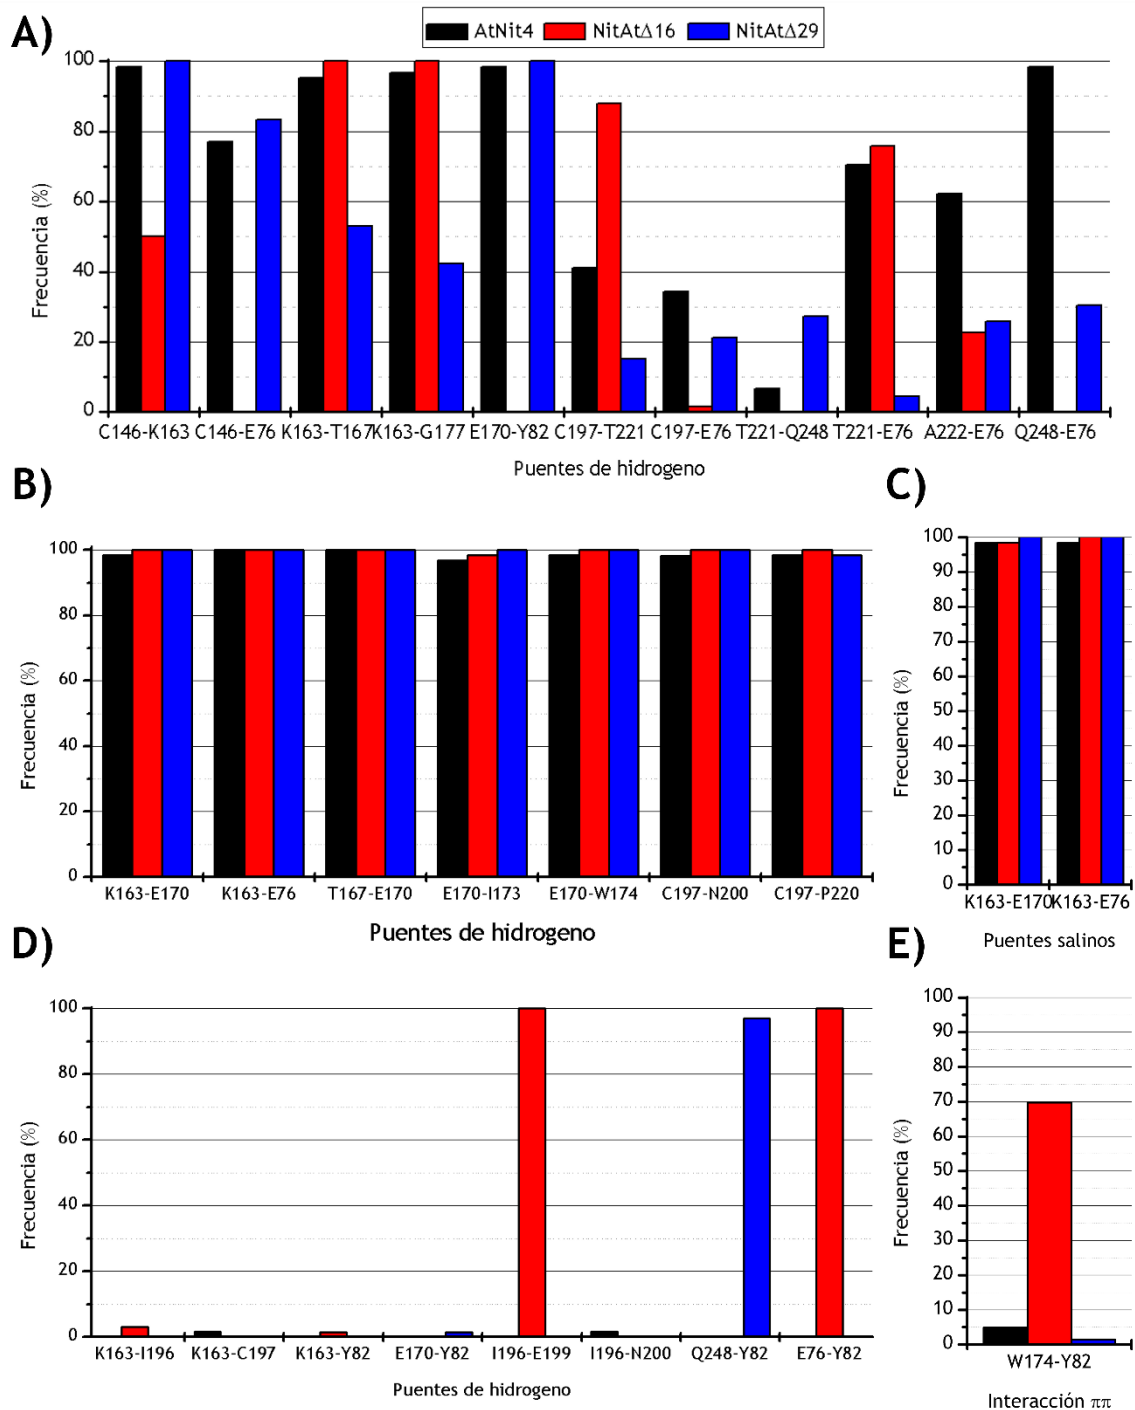 A)
AtNit4 NitAtΔ16 NitAtΔ29
Frecuencia (%)
100
80
60
40
20
0
C146-K163 C146-E76 K163-T167 K163-G177 E170-Y82 C197-T221 C197-E76 T221-Q248 T221-E76 A222-E76 Q248-E76
Puentes de hidrogeno
B)
Frecuencia (%)
100
80
60
40
20
0
K163-E170 K163-E76 T167-E170 E170-I173 E170-W174 C197-N200 C197-P220
Puentes de hidrogeno
C)
Frecuencia (%)
100
90
80
70
60
50
40
30
20
10
0
K163-E170 K163-E76
Puentes salinos
D)
Frecuencia (%)
100
80
60
40
20
0
K163-I196 K163-C197 K163-Y82 E170-Y82 I196-E199 I196-N200 Q248-Y82 E76-Y82
Puentes de hidrogeno
E)
Frecuencia (%)
100
90
80
70
60
50
40
30
20
10
0
W174-Y82
Interacción ππ